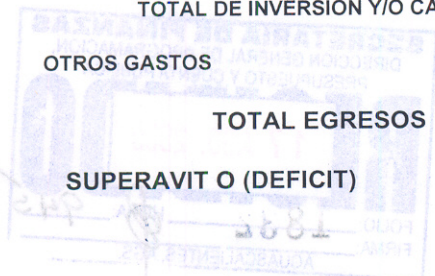 TOTAL DE INVERSION Y/O CA
SECRETARIA DE FINANZAS
DIRECCION GENERAL DE PROGRAMACION,
OTROS GASTOS
PRESUPUESTO Y
TOTAL EGRESOS
SUPERAVIT O (DEFICIT)
FOLIO
FIRMA
AGUASCALIENTES, AGS.